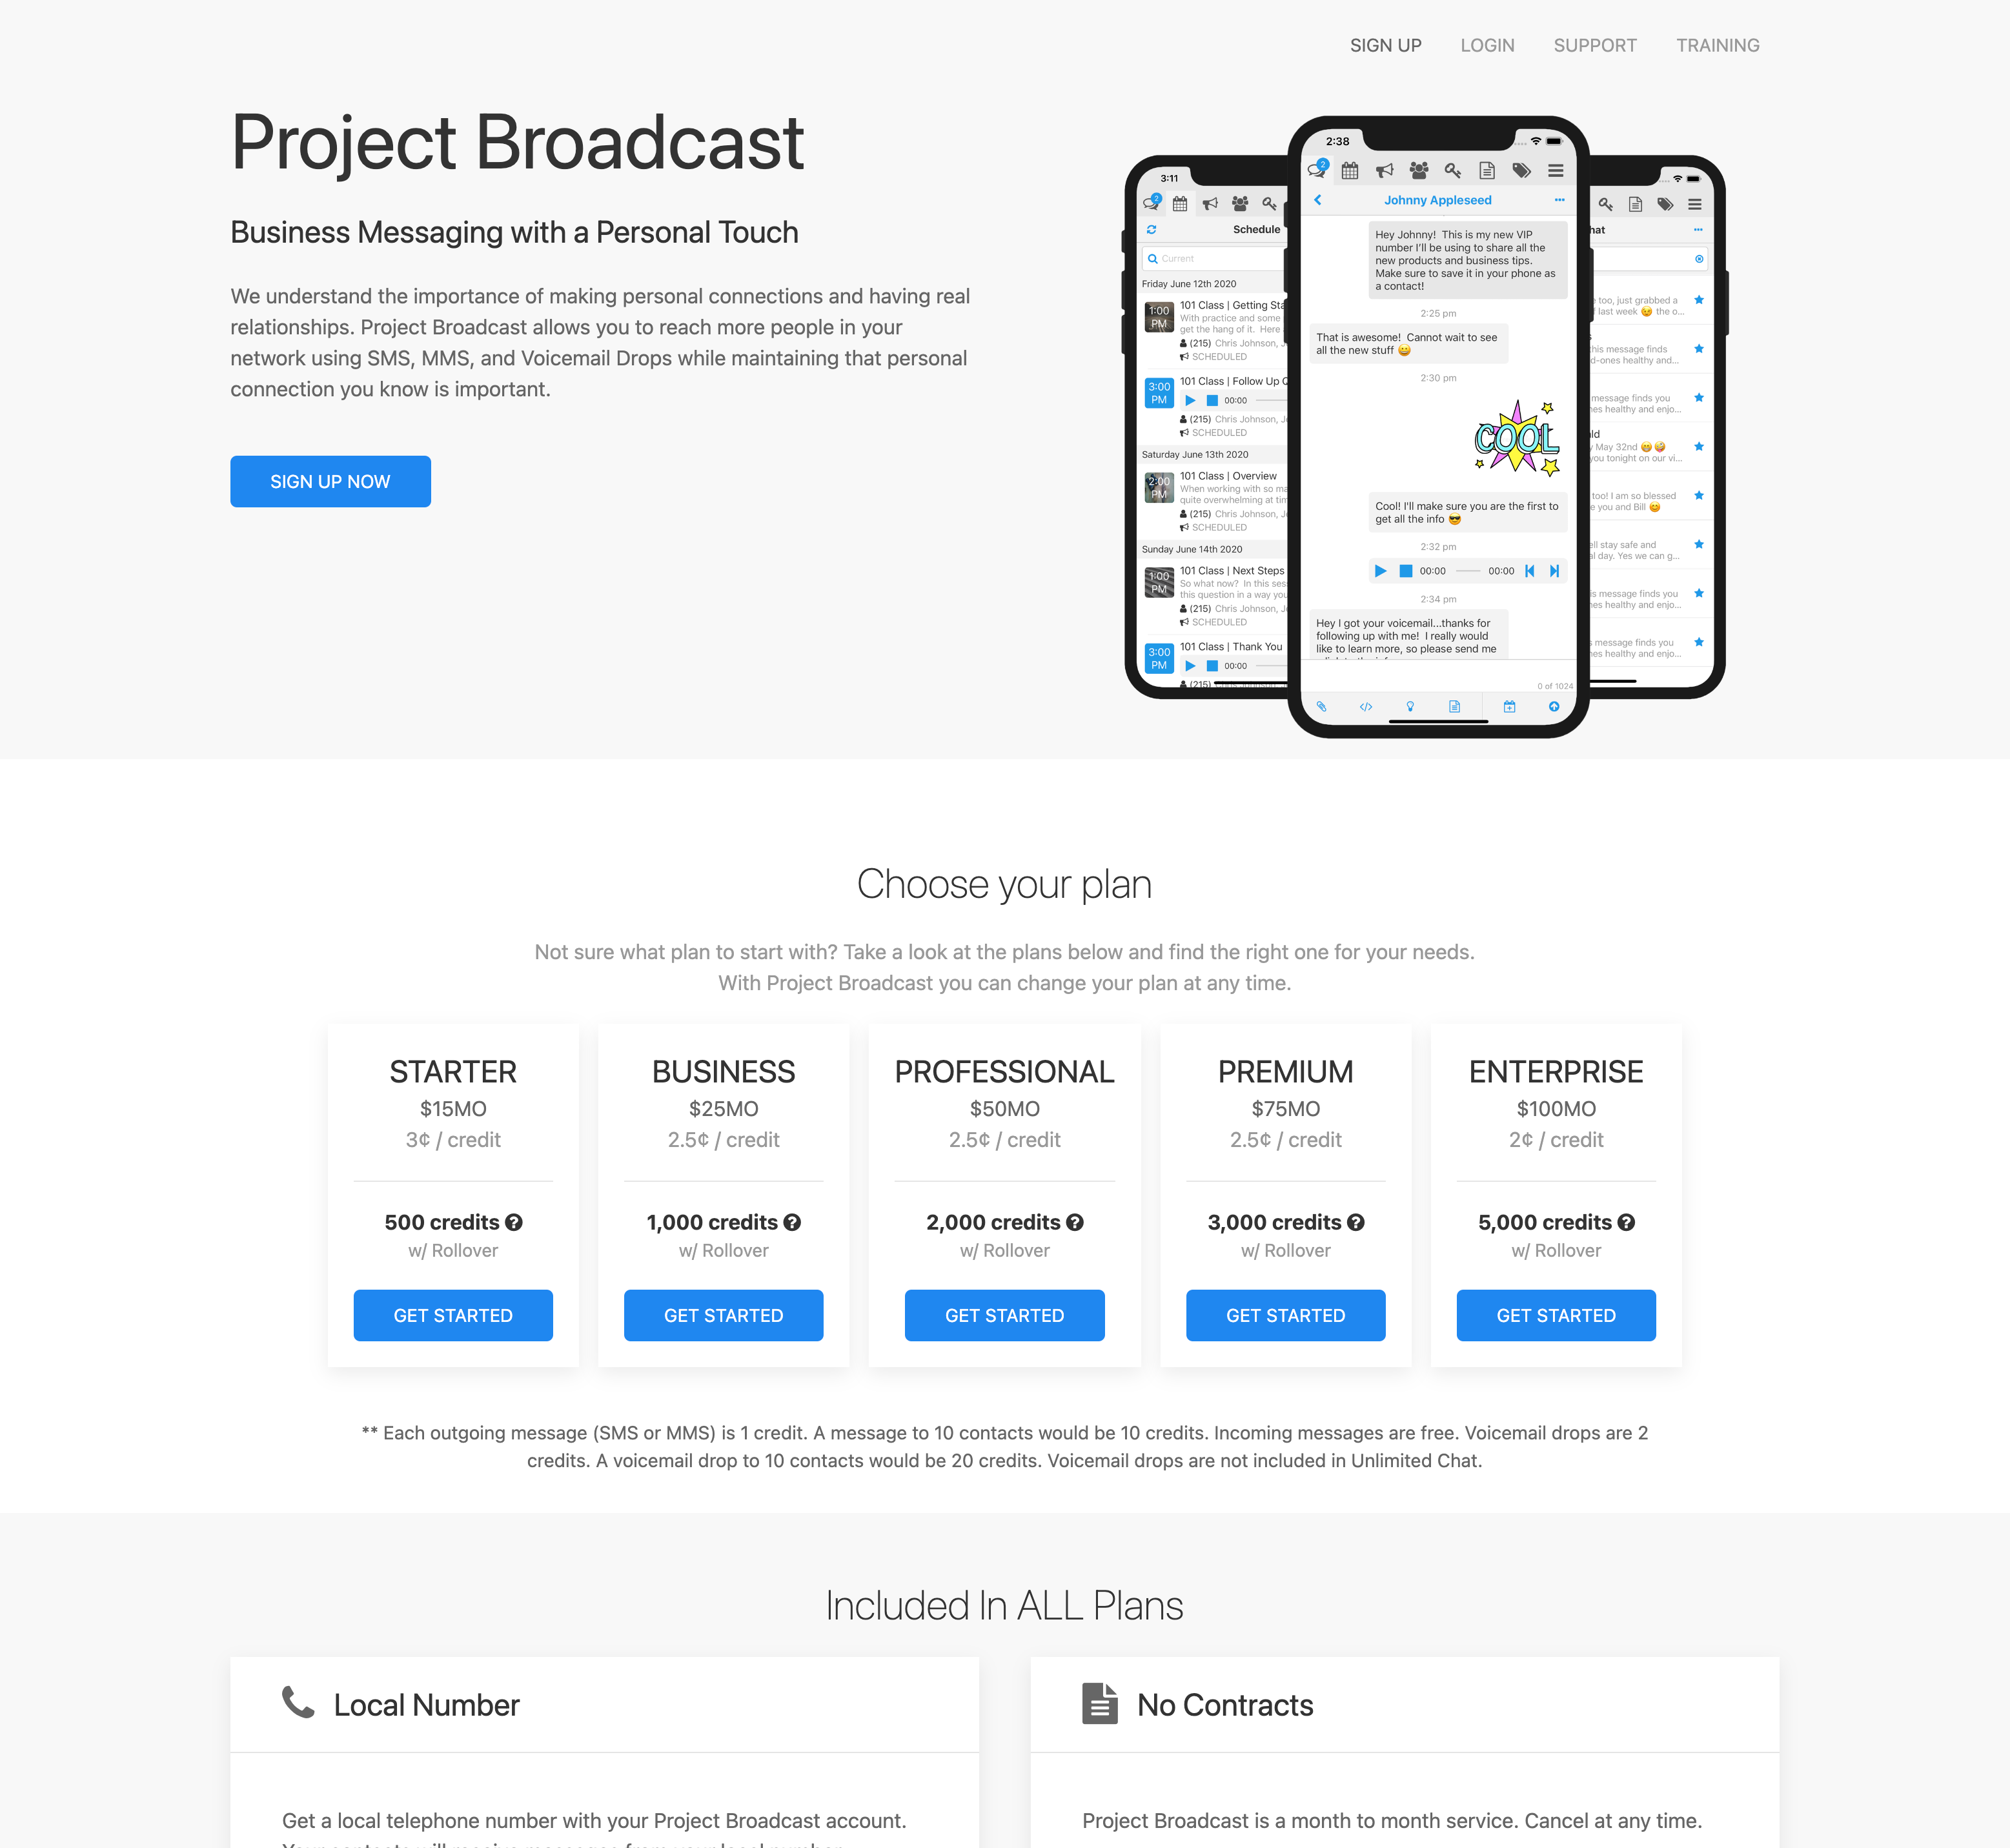 SIGN UP LOGIN SUPPORT TRAINING
Project Broadcast
Business Messaging with a Personal Touch
We understand the importance of making personal connections and having real
relationships. Project Broadcast allows you to reach more people in your
network using SMS, MMS, and Voicemail Drops while maintaining that personal
connection you know is important.
SIGN UP NOW
3:11
2
Schedule
Current
Friday June 12th 2020
1:00 PM
101 Class | Getting Sta
With practice and some
get the hang of it. Here
(215) Chris Johnson, J
SCHEDULED
3:00 PM
101 Class | Follow Up Q
00:00
(215) Chris Johnson, J
SCHEDULED
Saturday June 13th 2020
2:00 PM
101 Class | Overview
When working with so ma
quite overwhelming at tim
(215) Chris Johnson, J
SCHEDULED
Sunday June 14th 2020
1:00 PM
101 Class | Next Steps
So what now? In this ses
this question in a way you
(215) Chris Johnson, J
SCHEDULED
3:00 PM
101 Class | Thank You
00:00
(215)
2:38
2
Johnny Appleseed
Hey Johnny! This is my new VIP
number I'll be using to share all the
new products and business tips.
Make sure to save it in your phone as
a contact!
2:25 pm
That is awesome! Cannot wait to see
all the new stuff 😀
2:30 pm
COOL
Cool! I'll make sure you are the first to
get all the info 😎
2:32 pm
00:00 00:00
2:34 pm
Hey I got your voicemail...thanks for
following up with me! I really would
like to learn more, so please send me
0 of 1024
hat
too, just grabbed a
last week 😉 the o...
this message finds
d-ones healthy and...
message finds you
nes healthy and enjo...
ld
y May 32nd 😁🤪
you tonight on our vi...
too! I am so blessed
e you and Bill 😊
ell stay safe and
al day. Yes we can g...
is message finds you
nes healthy and enjo...
s message finds you
nes healthy and enjo...
Choose your plan
Not sure what plan to start with? Take a look at the plans below and find the right one for your needs.
With Project Broadcast you can change your plan at any time.
STARTER
$15MO
3¢ / credit
500 credits
w/ Rollover
GET STARTED
BUSINESS
$25MO
2.5¢ / credit
1,000 credits
w/ Rollover
GET STARTED
PROFESSIONAL
$50MO
2.5¢ / credit
2,000 credits
w/ Rollover
GET STARTED
PREMIUM
$75MO
2.5¢ / credit
3,000 credits
w/ Rollover
GET STARTED
ENTERPRISE
$100MO
2¢ / credit
5,000 credits
w/ Rollover
GET STARTED
** Each outgoing message (SMS or MMS) is 1 credit. A message to 10 contacts would be 10 credits. Incoming messages are free. Voicemail drops are 2
credits. A voicemail drop to 10 contacts would be 20 credits. Voicemail drops are not included in Unlimited Chat.
Included In ALL Plans
Local Number
Get a local telephone number with your Project Broadcast account.
No Contracts
Project Broadcast is a month to month service. Cancel at any time.